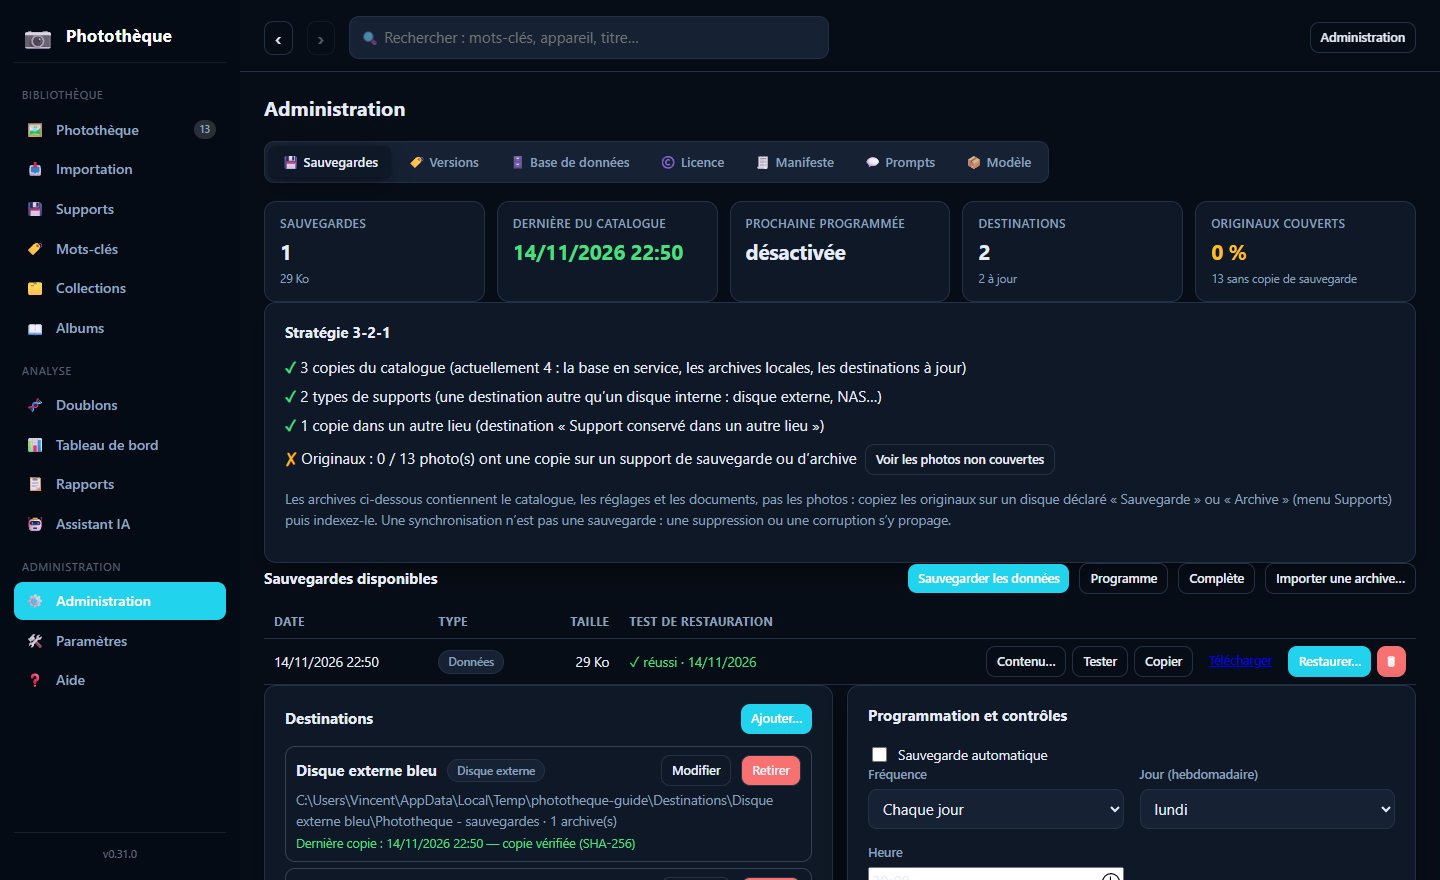 Photothèque
‹ › Rechercher : mots-clés, appareil, titre...
Administration
BIBLIOTHÈQUE
Photothèque 13
Importation
Supports
Mots-clés
Collections
Albums
ANALYSE
Doublons
Tableau de bord
Rapports
Assistant IA
ADMINISTRATION
Administration
Paramètres
Aide
v0.31.0
Administration
Sauvegardes Versions Base de données Licence Manifeste Prompts Modèle
SAUVEGARDES
1
29 Ko
DERNIÈRE DU CATALOGUE
14/11/2026 22:50
PROCHAINE PROGRAMMÉE
désactivée
DESTINATIONS
2
2 à jour
ORIGINAUX COUVERTS
0 %
13 sans copie de sauvegarde
Stratégie 3-2-1
✓ 3 copies du catalogue (actuellement 4 : la base en service, les archives locales, les destinations à jour)
✓ 2 types de supports (une destination autre qu’un disque interne : disque externe, NAS...)
✓ 1 copie dans un autre lieu (destination « Support conservé dans un autre lieu »)
✗ Originaux : 0 / 13 photo(s) ont une copie sur un support de sauvegarde ou d’archive Voir les photos non couvertes
Les archives ci-dessous contiennent le catalogue, les réglages et les documents, pas les photos : copiez les originaux sur un disque déclaré « Sauvegarde » ou « Archive » (menu Supports)
puis indexez-le. Une synchronisation n’est pas une sauvegarde : une suppression ou une corruption s’y propage.
Sauvegardes disponibles Sauvegarder les données Programme Complète Importer une archive...
DATE TYPE TAILLE TEST DE RESTAURATION
14/11/2026 22:50 Données 29 Ko ✓ réussi · 14/11/2026 Contenu... Tester Copier Télécharger Restaurer...
Destinations Ajouter...
Disque externe bleu Disque externe Modifier Retirer
C:\Users\Vincent\AppData\Local\Temp\phototheque-guide\Destinations\Disque
externe bleu\Phototheque - sauvegardes · 1 archive(s)
Dernière copie : 14/11/2026 22:50 — copie vérifiée (SHA-256)
Programmation et contrôles
Sauvegarde automatique
Fréquence Jour (hebdomadaire)
Chaque jour lundi
Heure